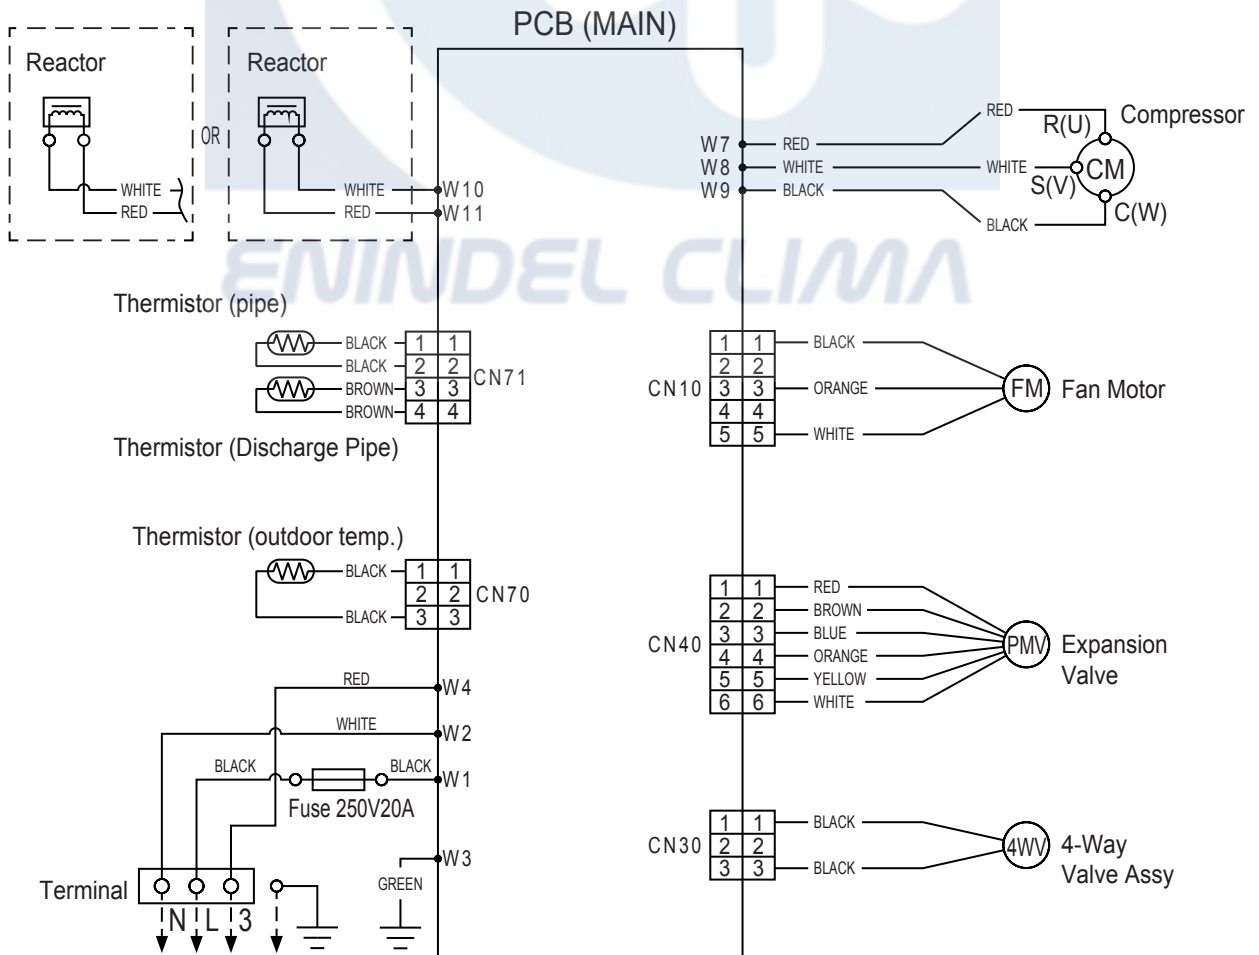 PCB (MAIN)
Reactor
Reactor
OR
WHITE
RED
WHITE
RED
W10
W11
W7
W8
W9
RED
WHITE
BLACK
RED
WHITE
BLACK
R(U)
S(V)
C(W)
CM
Compressor
ENINDEL CLIMA
Thermistor (pipe)
BLACK 1 1
BLACK 2 2
BROWN 3 3
BROWN 4 4
CN71
Thermistor (Discharge Pipe)
CN10
1 1 BLACK
2 2
3 3 ORANGE
4 4
5 5 WHITE
FM
Fan Motor
Thermistor (outdoor temp.)
BLACK 1 1
2 2
BLACK 3 3
CN70
CN40
1 1 RED
2 2 BROWN
3 3 BLUE
4 4 ORANGE
5 5 YELLOW
6 6 WHITE
PMV
Expansion
Valve
RED W4
WHITE W2
BLACK BLACK W1
Fuse 250V20A
W3
GREEN
Terminal
N L 3
CN30
1 1 BLACK
2 2
3 3 BLACK
4WV
4-Way
Valve Assy